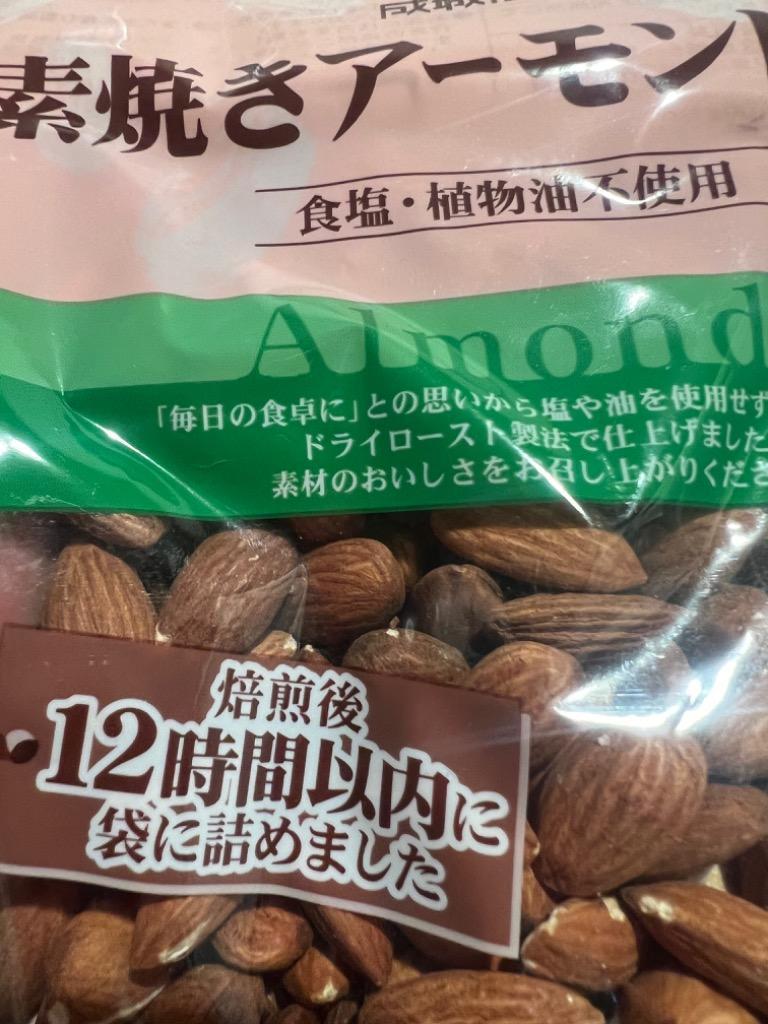 素焼きアーモンド
食塩・植物油不使用
Almond
「毎日の食卓に」との思いから塩や油を使用せず
ドライロースト製法で仕上げました
素材のおいしさをお召し上がりくださ
焙煎後
12時間以内に
袋に詰めました